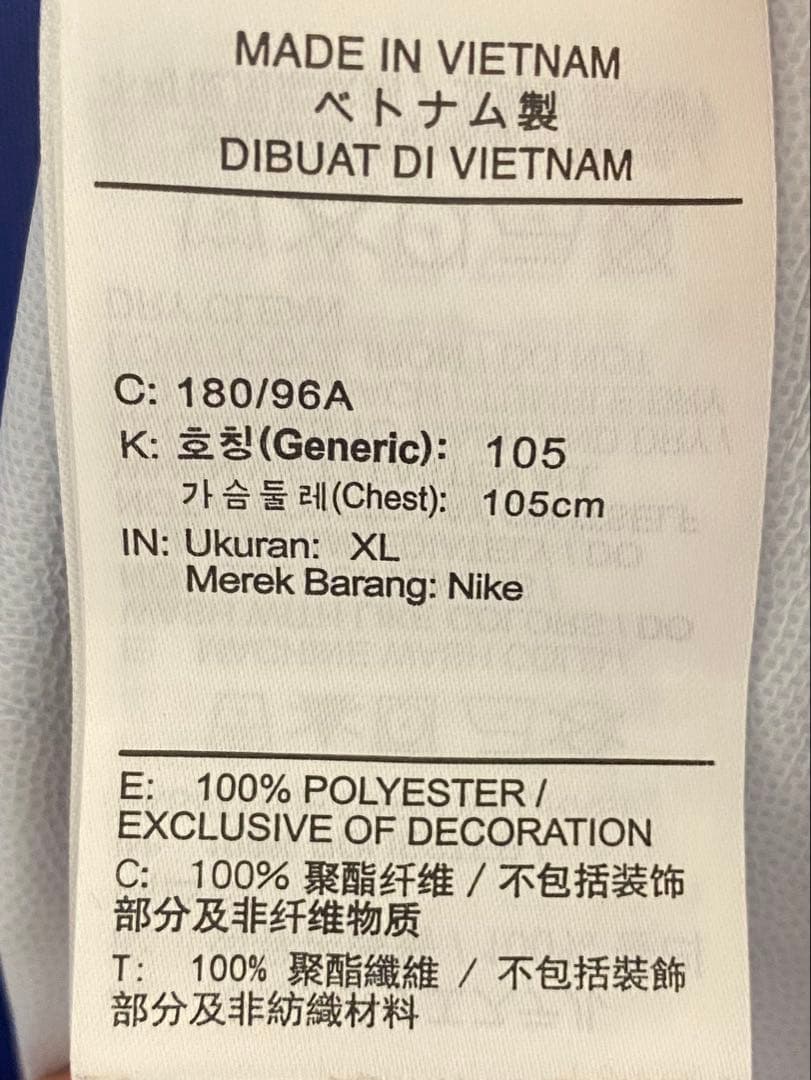 MADE IN VIETNAM
ベトナム製
DIBUAT DI VIETNAM
C: 180/96A
K: 호칭(Generic): 105
가슴둘레(Chest): 105cm
IN: Ukuran: XL
Merek Barang: Nike
E: 100% POLYESTER /
EXCLUSIVE OF DECORATION
C: 100% 聚酯纤维 / 不包括装饰
部分及非纤维物质
T: 100% 聚酯纖維 / 不包括裝飾
部分及非紡織材料